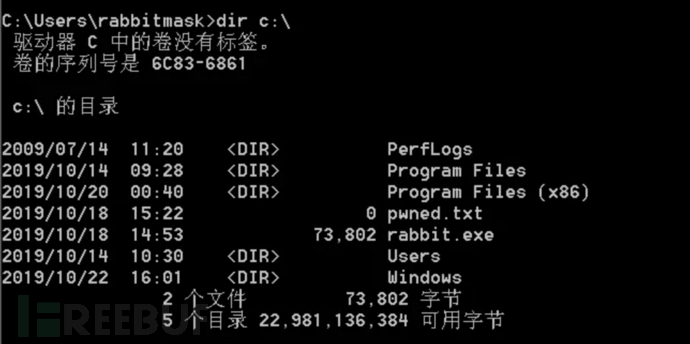 C:\Users\rabbitmask>dir c:\
驱动器 C 中的卷没有标签。
卷的序列号是 6C83-6861
c:\ 的目录
2009/07/14 11:20 <DIR> PerfLogs
2019/10/14 09:28 <DIR> Program Files
2019/10/20 00:40 <DIR> Program Files (x86)
2019/10/18 15:22 0 pwned.txt
2019/10/18 14:53 73,802 rabbit.exe
2019/10/14 10:30 <DIR> Users
2019/10/22 16:01 <DIR> Windows
2 个文件 73,802 字节
5 个目录 22,981,136,384 可用字节
FREEBUF